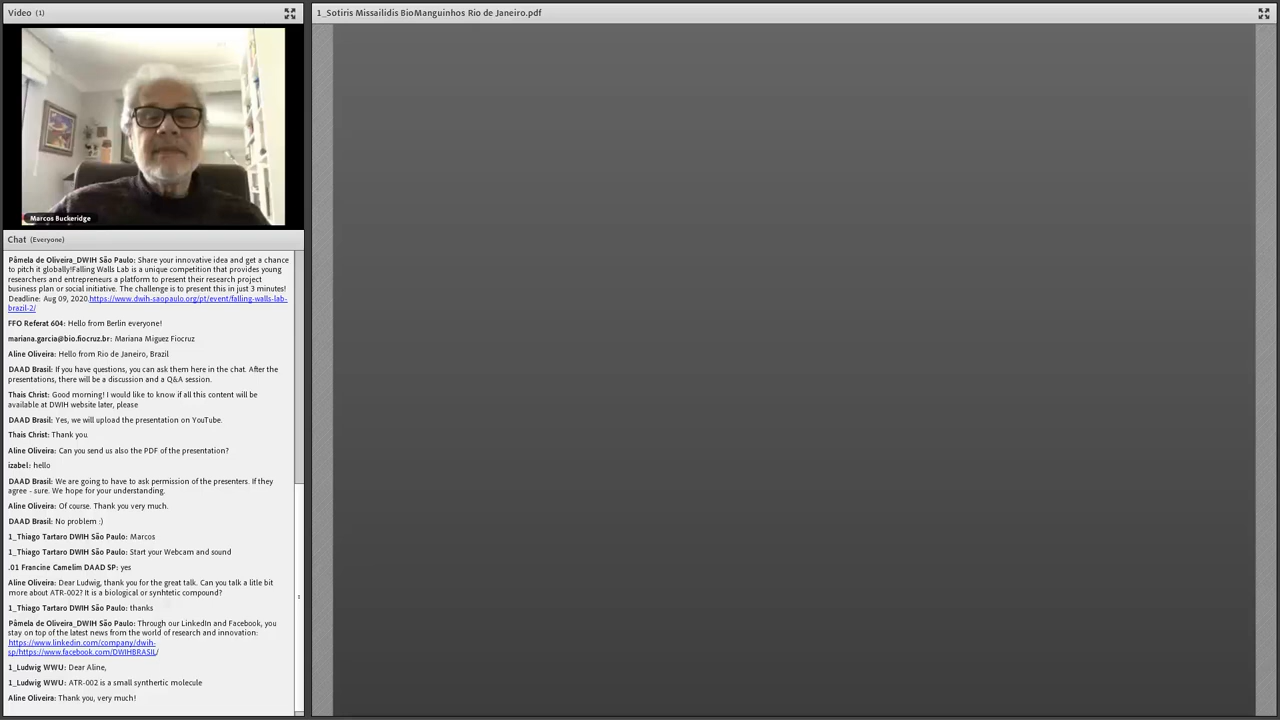 Video (1)
1_Sotiris Missailidis BioManguinhos Rio de Janeiro.pdf
Marcos Buckeridge
Chat (Everyone)
Pâmela de Oliveira_DWIH São Paulo: Share your innovative idea and get a chance
to pitch it globally!Falling Walls Lab is a unique competition that provides young
researchers and entrepreneurs a platform to present their research project
business plan or social initiative. The challenge is to present this in just 3 minutes!
Deadline: Aug 09, 2020.https://www.dwih-saopaulo.org/pt/event/falling-walls-lab-
brazil-2/
FFO Referat 604: Hello from Berlin everyone!
mariana.garcia@bio.fiocruz.br: Mariana Miguez Fiocruz
Aline Oliveira: Hello from Rio de Janeiro, Brazil
DAAD Brasil: If you have questions, you can ask them here in the chat. After the
presentations, there will be a discussion and a Q&A session.
Thais Christ: Good morning! I would like to know if all this content will be
available at DWIH website later, please
DAAD Brasil: Yes, we will upload the presentation on YouTube.
Thais Christ: Thank you.
Aline Oliveira: Can you send us also the PDF of the presentation?
izabel: hello
DAAD Brasil: We are going to have to ask permission of the presenters. If they
agree - sure. We hope for your understanding.
Aline Oliveira: Of course. Thank you very much.
DAAD Brasil: No problem :)
1_Thiago Tartaro DWIH São Paulo: Marcos
1_Thiago Tartaro DWIH São Paulo: Start your Webcam and sound
.01 Francine Camelim DAAD SP: yes
Aline Oliveira: Dear Ludwig, thank you for the great talk. Can you talk a litle bit
more about ATR-002? It is a biological or synhtetic compound?
1_Thiago Tartaro DWIH São Paulo: thanks
Pâmela de Oliveira_DWIH São Paulo: Through our LinkedIn and Facebook, you
stay on top of the latest news from the world of research and innovation:
https://www.linkedin.com/company/dwih-
sp/https://www.facebook.com/DWIHBRASIL/
1_Ludwig WWU: Dear Aline,
1_Ludwig WWU: ATR-002 is a small synthertic molecule
Aline Oliveira: Thank you, very much!